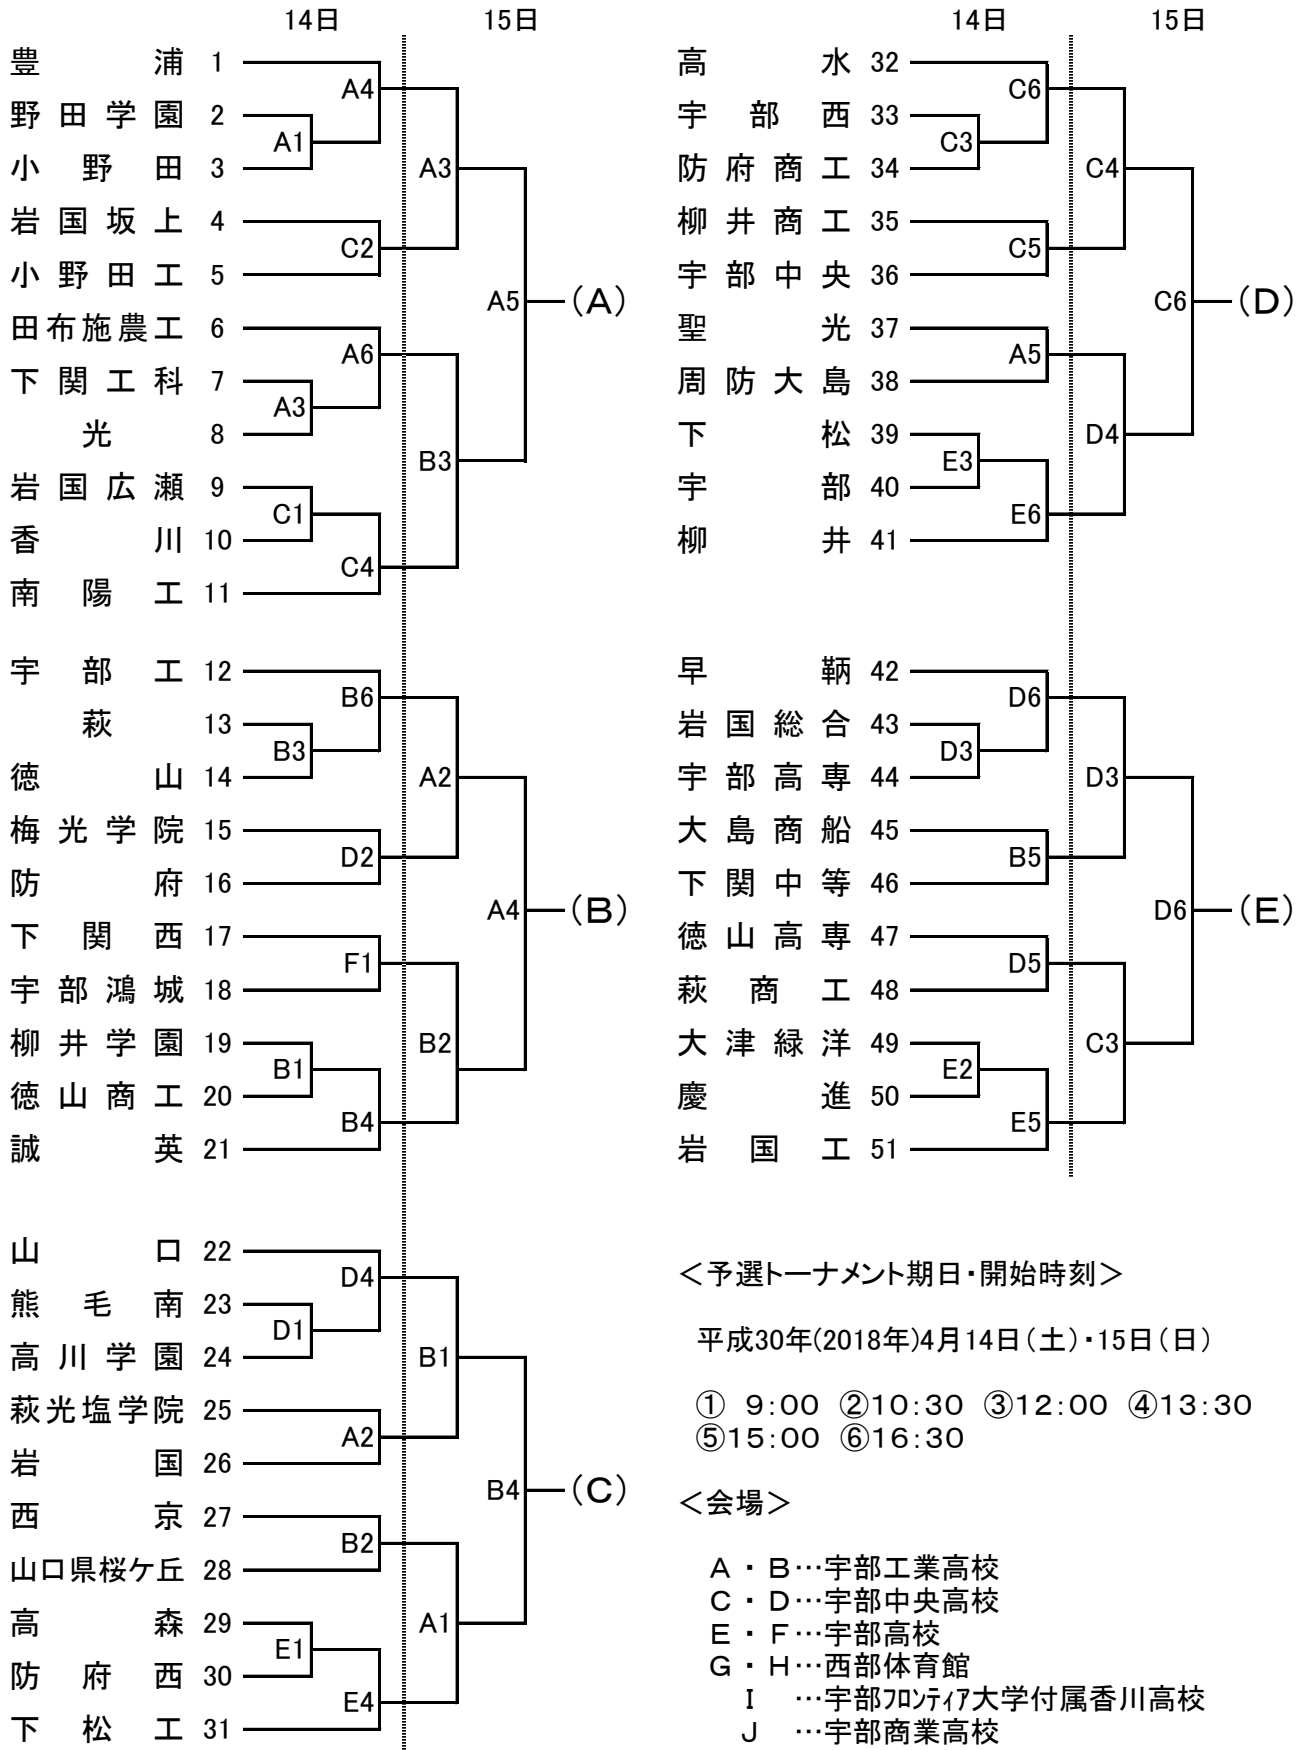 14日 15日
豊浦 1
A4
野田学園 2
A1
小野田 3
A3
岩国坂上 4
C2
小野田工 5
A5 (A)
田布施農工 6
A6
下関工科 7
A3
光 8
B3
岩国広瀬 9
C1
香川 10
C4
南陽工 11
宇部工 12
B6
萩 13
B3
徳山 14
A2
梅光学院 15
D2
防府 16
A4 (B)
下関西 17
F1
宇部鴻城 18
柳井学園 19
B2
B1
徳山商工 20
B4
誠英 21
山口 22
D4
熊毛南 23
D1
高川学園 24
B1
萩光塩学院 25
A2
岩国 26
B4 (C)
西京 27
B2
山口県桜ケ丘 28
高森 29
A1
E1
防府西 30
E4
下松工 31
14日 15日
高水 32
C6
宇部西 33
C3
防府商工 34
C4
柳井商工 35
C5
宇部中央 36
C6 (D)
聖光 37
A5
周防大島 38
下松 39
D4
E3
宇部 40
E6
柳井 41
早鞆 42
D6
岩国総合 43
D3
宇部高専 44
D3
大島商船 45
B5
下関中等 46
D6 (E)
徳山高専 47
D5
萩商工 48
大津緑洋 49
C3
E2
慶進 50
E5
岩国工 51
＜予選トーナメント期日・開始時刻＞
平成30年(2018年)4月14日(土)・15日(日)
① 9:00 ②10:30 ③12:00 ④13:30
⑤15:00 ⑥16:30
＜会場＞
A・B…宇部工業高校
C・D…宇部中央高校
E・F…宇部高校
G・H…西部体育館
I …宇部フロンティア大学付属香川高校
J …宇部商業高校